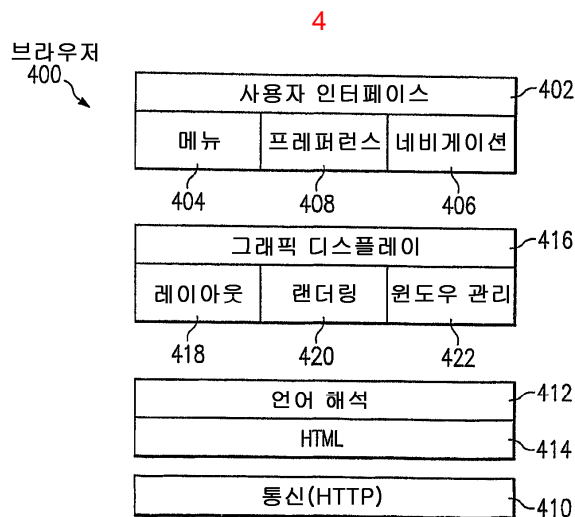 4
브라우저
400
사용자 인터페이스
402
메뉴
프레퍼런스
네비게이션
404
408
406
그래픽 디스플레이
416
레이아웃
랜더링
윈도우 관리
418
420
422
언어 해석
412
HTML
414
통신(HTTP)
410